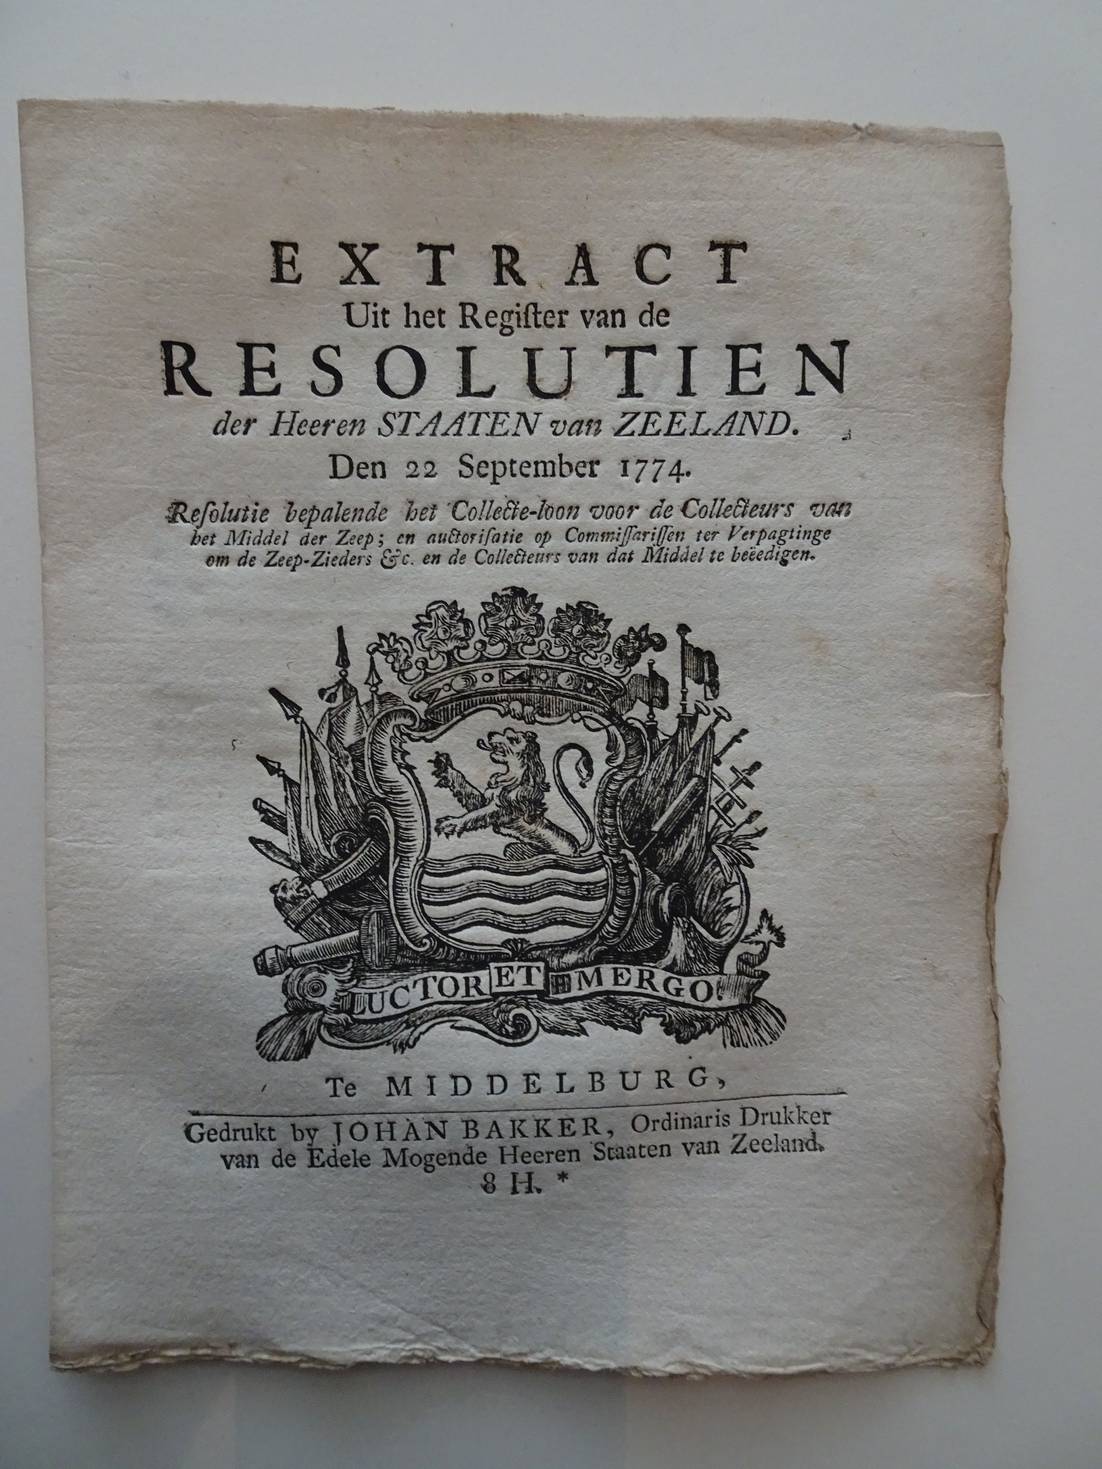 EXTRACT
Uit het Regiſter van de
RESOLUTIEN
der Heeren STAATEN van ZEELAND.
Den 22 September 1774.
Reſolutie bepalende het Collecte-loon voor de Collecteurs van
het Middel der Zeep; en auctoriſatie op Commiſſariſſen ter Verpagtinge
om de Zeep-Zieders &c. en de Collecteurs van dat Middel te beëedigen.
LUCTOR ET EMERGO.
Te MIDDELBURG,
Gedrukt by JOHAN BAKKER, Ordinaris Drukker
van de Edele Mogende Heeren Staaten van Zeeland.
8 H. *